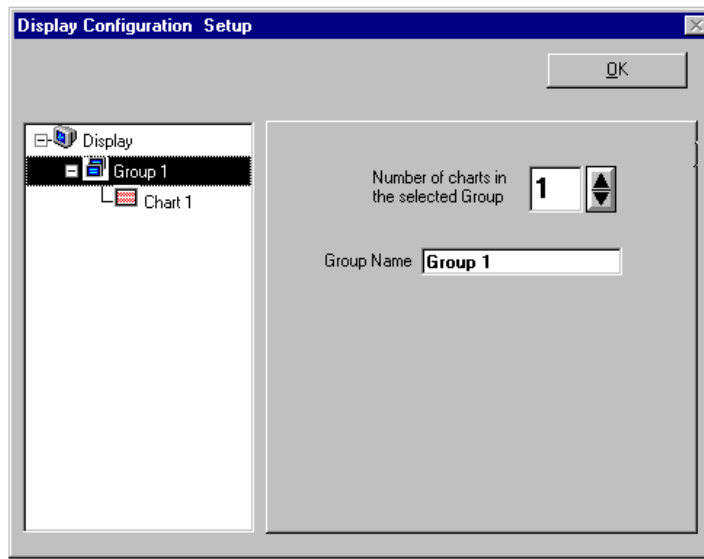 Display Configuration  Setup
OK
Display
Group 1
Chart 1
Number of charts in
the selected Group
1
Group Name
Group 1